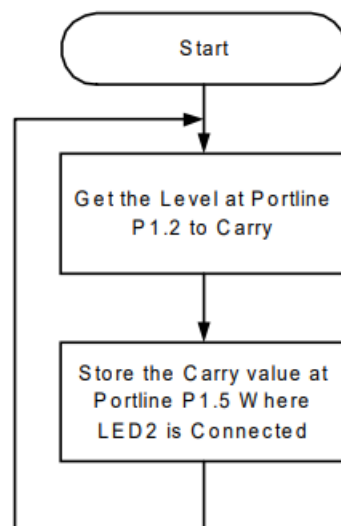 Start
Get the Level at Portline
P1.2 to Carry
Store the Carry value at
Portline P1.5 Where
LED2 is Connected